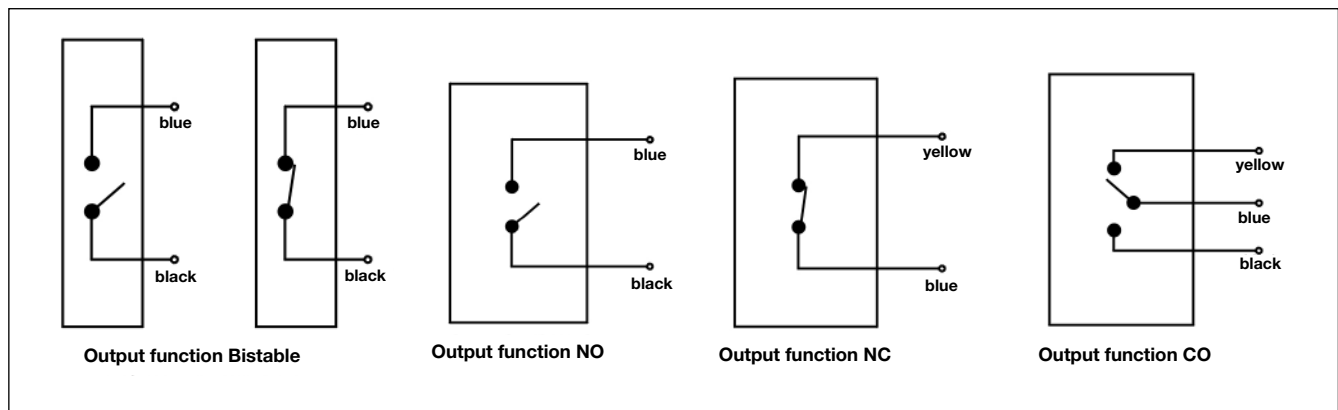 blue
black
Output function Bistable
blue
black
blue
black
Output function NO
yellow
blue
Output function NC
yellow
blue
black
Output function CO